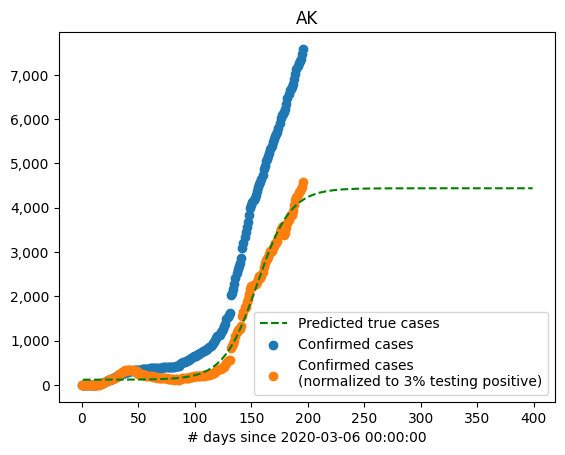 AK
7,000
6,000
5,000
4,000
3,000
2,000
1,000
0
Predicted true cases
Confirmed cases
Confirmed cases
(normalized to 3% testing positive)
0 50 100 150 200 250 300 350 400
# days since 2020-03-06 00:00:00